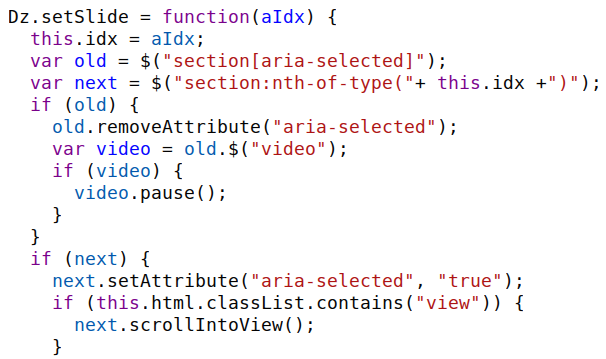 Dz.setSlide = function(aIdx) {
  this.idx = aIdx;
  var old = $("section[aria-selected]");
  var next = $("section:nth-of-type("+ this.idx +")");
  if (old) {
    old.removeAttribute("aria-selected");
    var video = old.$("video");
    if (video) {
      video.pause();
    }
  }
  if (next) {
    next.setAttribute("aria-selected", "true");
    if (this.html.classList.contains("view")) {
      next.scrollIntoView();
    }